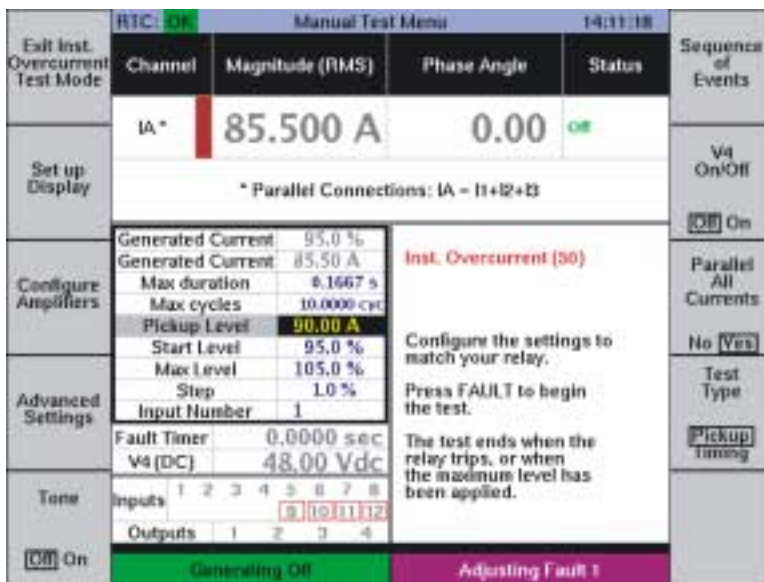 RTC: OK Manual Test Menu 14:11:18
Exit Inst.
Overcurrent
Test Mode
Set up
Display
Configure
Amplifiers
Advanced
Settings
Tone
Off On
Channel Magnitude (RMS) Phase Angle Status
IA* 85.500 A 0.00 Off
* Parallel Connections: IA = I1+I2+I3
Generated Current 95.0 %
Generated Current 85.50 A
Max duration 0.1667 s
Max cycles 10.0000 cyc
Pickup Level 90.00 A
Start Level 95.0 %
Max Level 105.0 %
Step 1.0 %
Input Number 1
Fault Timer 0.0000 sec
V4 (DC) 48.00 Vdc
Inputs 1 2 3 4 5 6 7 8
9 10 11 12
Outputs 1 2 3 4
Generating Off
Inst. Overcurrent (50)
Configure the settings to
match your relay.
Press FAULT to begin
the test.
The test ends when the
relay trips, or when
the maximum level has
been applied.
Adjusting Fault 1
Sequence
of
Events
V4
On/Off
Off On
Parallel
All
Currents
No Yes
Test
Type
Pickup
Timing